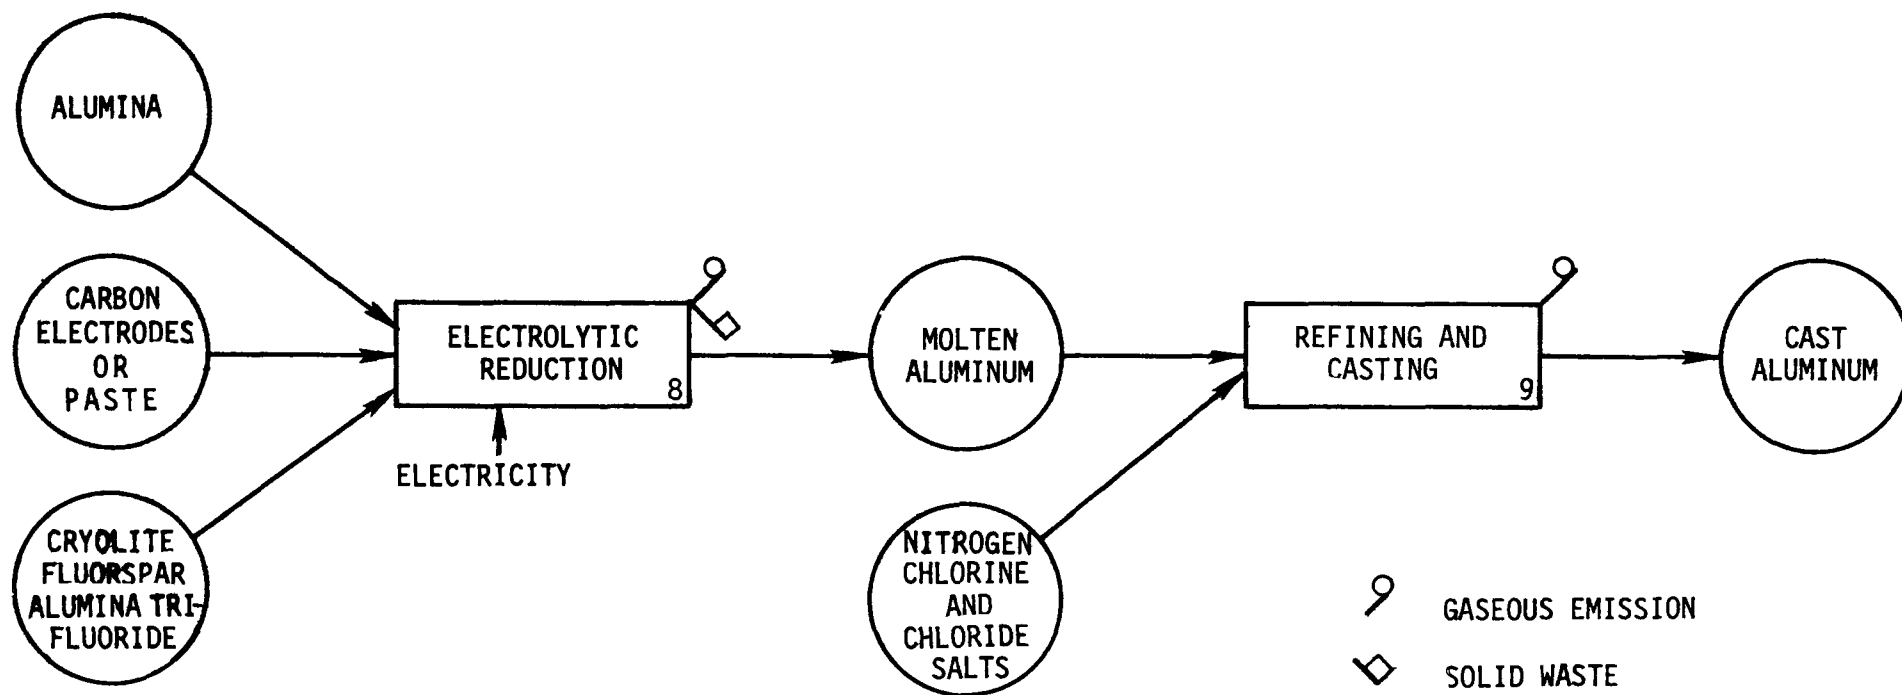 ALUMINA
CARBON
ELECTRODES
OR
PASTE
CRYOLITE
FLUORSPAR
ALUMINA TRI-
FLUORIDE
ELECTROLYTIC
REDUCTION
8
ELECTRICITY
MOLTEN
ALUMINUM
NITROGEN
CHLORINE
AND
CHLORIDE
SALTS
REFINING AND
CASTING
9
CAST
ALUMINUM
GASEOUS EMISSION
SOLID WASTE